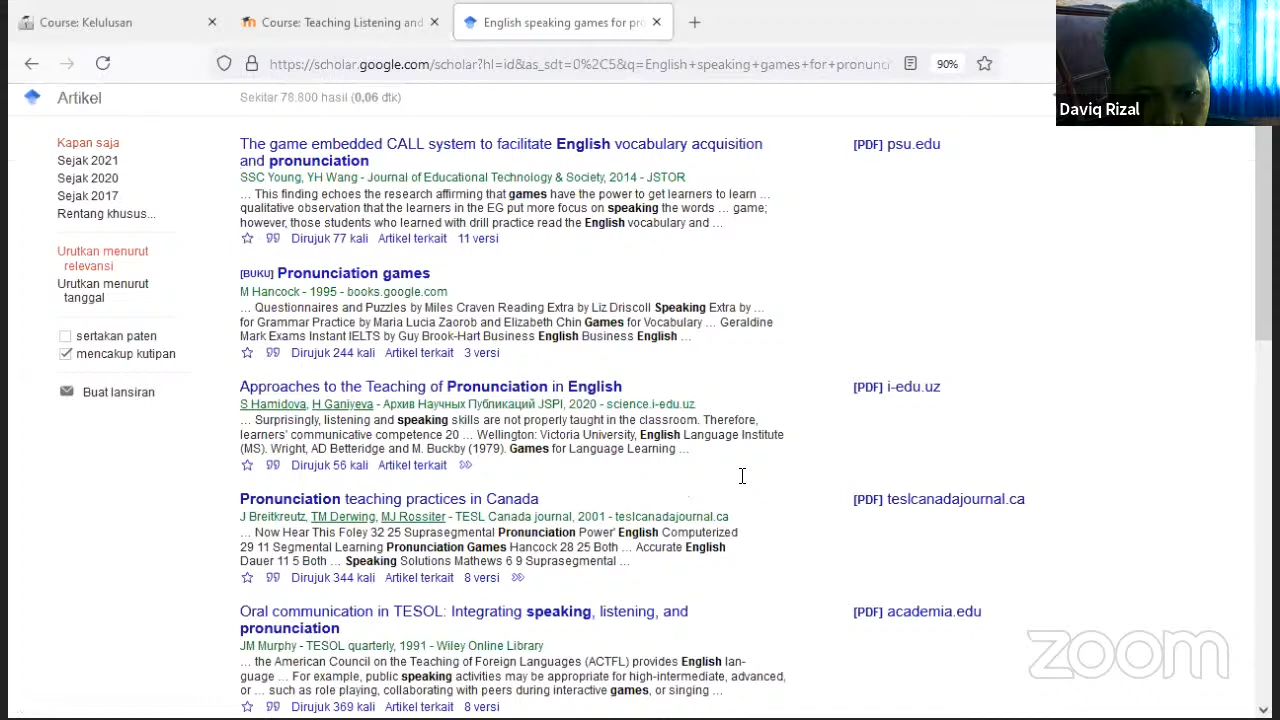 Course: Kelulusan
Course: Teaching Listening and
English speaking games for pro
https://scholar.google.com/scholar?hl=id&as_sdt=0%2C5&q=English+speaking+games+for+pronunci
90%
Daviq Rizal
Artikel
Sekitar 78.800 hasil (0,06 dtk)
Kapan saja
Sejak 2021
Sejak 2020
Sejak 2017
Rentang khusus...
Urutkan menurut
relevansi
Urutkan menurut
tanggal
sertakan paten
mencakup kutipan
Buat lansiran
The game embedded CALL system to facilitate English vocabulary acquisition
and pronunciation
SSC Young, YH Wang - Journal of Educational Technology & Society, 2014 - JSTOR
... This finding echoes the research affirming that games have the power to get learners to learn ...
qualitative observation that the learners in the EG put more focus on speaking the words ... game;
however, those students who learned with drill practice read the English vocabulary and ...
Dirujuk 77 kali Artikel terkait 11 versi
[PDF] psu.edu
[BUKU] Pronunciation games
M Hancock - 1995 - books.google.com
... Questionnaires and Puzzles by Miles Craven Reading Extra by Liz Driscoll Speaking Extra by ...
for Grammar Practice by Maria Lucia Zaorob and Elizabeth Chin Games for Vocabulary ... Geraldine
Mark Exams Instant IELTS by Guy Brook-Hart Business English Business English ...
Dirujuk 244 kali Artikel terkait 3 versi
Approaches to the Teaching of Pronunciation in English
S Hamidova, H Ganiyeva - Архив Научных Публикаций JSPI, 2020 - science.i-edu.uz
... Surprisingly, listening and speaking skills are not properly taught in the classroom. Therefore,
learners' communicative competence 20 ... Wellington: Victoria University, English Language Institute
(MS). Wright, AD Betteridge and M. Buckby (1979). Games for Language Learning ...
Dirujuk 56 kali Artikel terkait
[PDF] i-edu.uz
Pronunciation teaching practices in Canada
J Breitkreutz, TM Derwing, MJ Rossiter - TESL Canada journal, 2001 - teslcanadajournal.ca
... Now Hear This Foley 32 25 Suprasegmental Pronunciation Power' English Computerized
29 11 Segmental Learning Pronunciation Games Hancock 28 25 Both ... Accurate English
Dauer 11 5 Both ... Speaking Solutions Mathews 6 9 Suprasegmental ...
Dirujuk 344 kali Artikel terkait 8 versi
[PDF] teslcanadajournal.ca
Oral communication in TESOL: Integrating speaking, listening, and
pronunciation
JM Murphy - TESOL quarterly, 1991 - Wiley Online Library
... the American Council on the Teaching of Foreign Languages (ACTFL) provides English lan-
guage ... For example, public speaking activities may be appropriate for high-intermediate, advanced,
or ... such as role playing, collaborating with peers during interactive games, or singing ...
Dirujuk 369 kali Artikel terkait 8 versi
[PDF] academia.edu
zoom